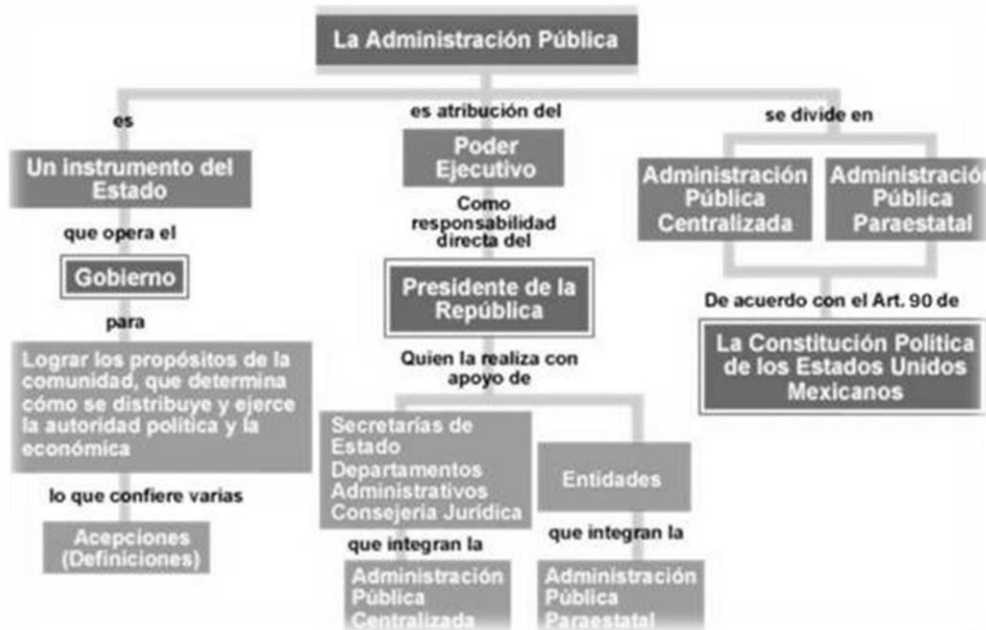 La Administración Pública
es
Un instrumento del
Estado
que opera el
Gobierno
para
Lograr los propósitos de la
comunidad, que determina
cómo se distribuye y ejerce
la autoridad política y la
económica
lo que confiere varias
Acepciones
(Definiciones)
es atribución del
Poder
Ejecutivo
Como
responsabilidad
directa del
Presidente de la
República
Quien la realiza con
apoyo de
Secretarías de
Estado
Departamentos
Administrativos
Consejería Jurídica
que integran la
Administración
Pública
Centralizada
Entidades
que integran la
Administración
Pública
Paraestatal
se divide en
Administración
Pública
Centralizada
Administración
Pública
Paraestatal
De acuerdo con el Art. 90 de
La Constitución Política
de los Estados Unidos
Mexicanos